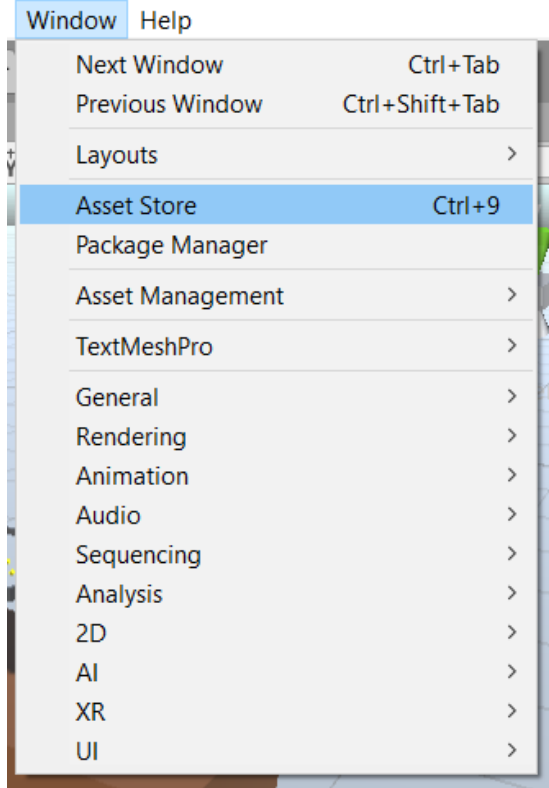 Window Help
Next Window Ctrl+Tab
Previous Window Ctrl+Shift+Tab
Layouts
Asset Store Ctrl+9
Package Manager
Asset Management
TextMeshPro
General
Rendering
Animation
Audio
Sequencing
Analysis
2D
AI
XR
UI